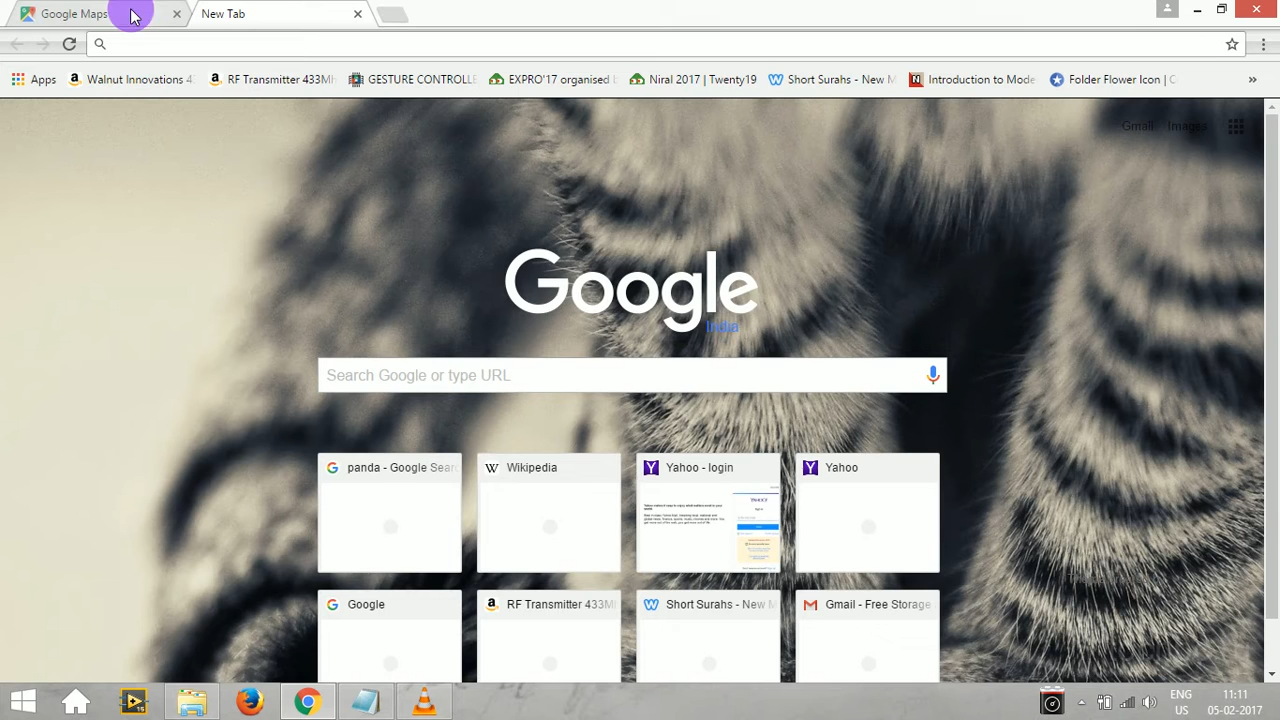 Google Maps
New Tab
Apps
Walnut Innovations 4
RF Transmitter 433M
GESTURE CONTROLLE
EXPRO'17 organised b
Niral 2017 | Twenty19
Short Surahs - New M
Introduction to Mode
Folder Flower Icon | C
»
Gmail Images
Google
India
Search Google or type URL
panda - Google Searc
Wikipedia
Yahoo - login
Yahoo
Google
RF Transmitter 433MH
Short Surahs - New M
Gmail - Free Storage
ENG
US
11:11
05-02-2017